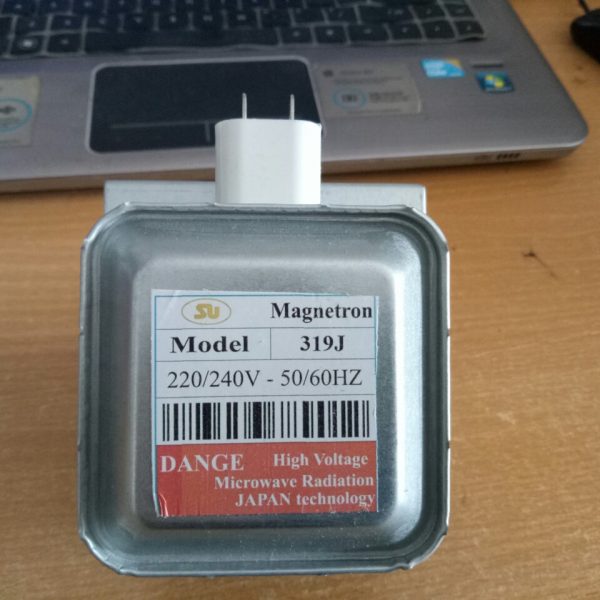 SU
Magnetron
Model 319J
220/240V - 50/60HZ
DANGE High Voltage
Microwave Radiation
JAPAN technology